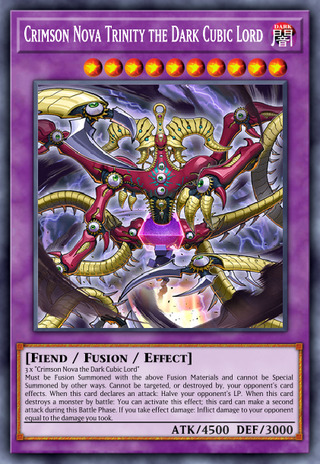 Crimson Nova Trinity the Dark Cubic Lord
DARK
闇
[Fiend / Fusion / Effect]
3 x "Crimson Nova the Dark Cubic Lord"
Must be Fusion Summoned with the above Fusion Materials and cannot be Special
Summoned by other ways. Cannot be targeted, or destroyed by, your opponent's card
effects. When this card declares an attack: Halve your opponent's LP. When this card
destroys a monster by battle: You can activate this effect; this card can make a second
attack during this Battle Phase. If you take effect damage: Inflict damage to your opponent
equal to the damage you took.
ATK/4500 DEF/3000